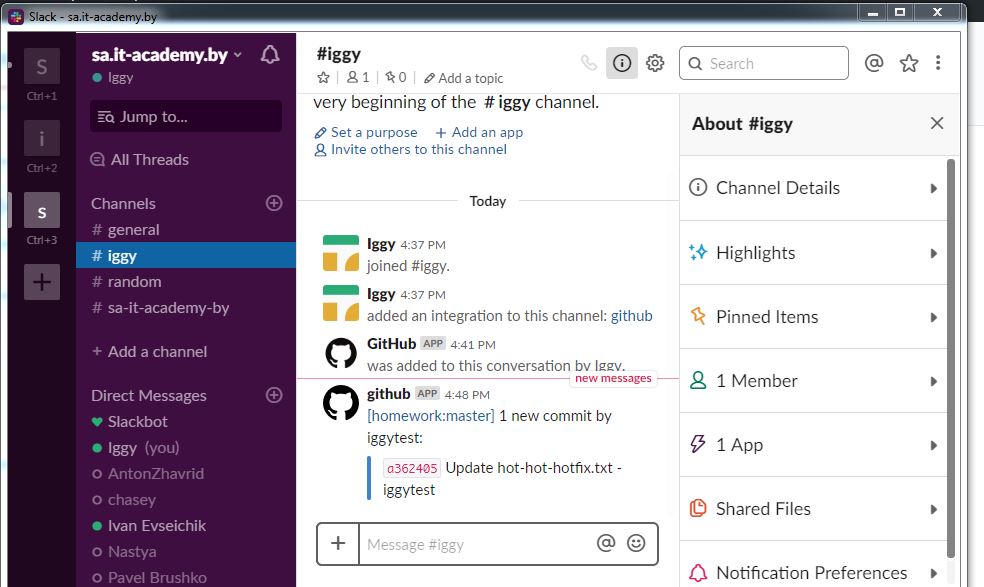 Slack - sa.it-academy.by
S
Ctrl+1
i
Ctrl+2
s
Ctrl+3
sa.it-academy.by
Iggy
Jump to...
All Threads
Channels
# general
# iggy
# random
# sa-it-academy-by
+ Add a channel
Direct Messages
Slackbot
Iggy (you)
AntonZhavrid
chasey
Ivan Evseichik
Nastya
Pavel Brushko
#iggy
1
0
Add a topic
Search
very beginning of the #iggy channel.
Set a purpose + Add an app
Invite others to this channel
Today
Iggy 4:37 PM
joined #iggy.
Iggy 4:37 PM
added an integration to this channel: github
GitHub APP 4:41 PM
was added to this conversation by Iggy.
new messages
github APP 4:48 PM
[homework:master] 1 new commit by
iggytest:
a362405 Update hot-hot-hotfix.txt -
iggytest
Message #iggy
About #iggy
Channel Details
Highlights
Pinned Items
1 Member
1 App
Shared Files
Notification Preferences